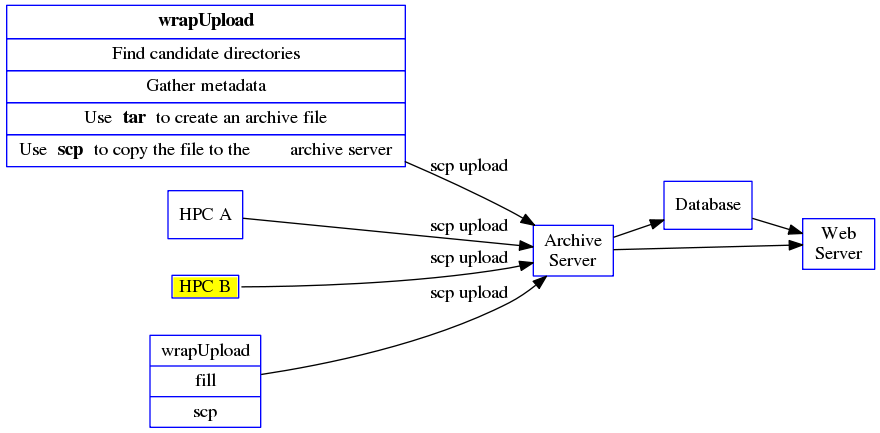 wrapUpload
Find candidate directories
Gather metadata
Use tar to create an archive file
Use scp to copy the file to the archive server
scp upload
HPC A
scp upload
HPC B
scp upload
scp upload
wrapUpload
fill
scp
Archive
Server
Database
Web
Server